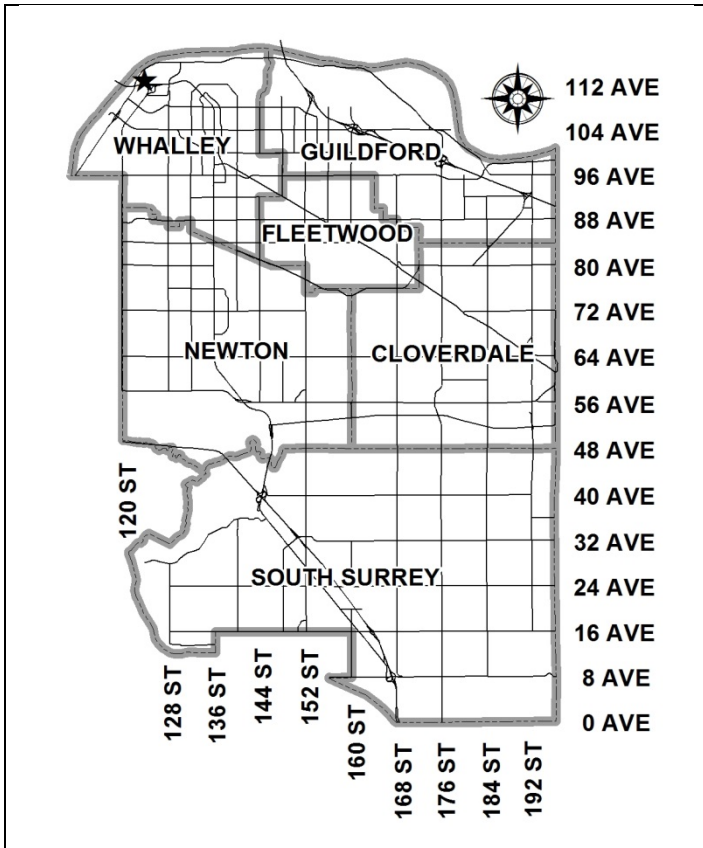 112 AVE
104 AVE
WHALLEY
GUILDFORD
96 AVE
88 AVE
FLEETWOOD
80 AVE
72 AVE
NEWTON
CLOVERDALE
64 AVE
56 AVE
48 AVE
120 ST
40 AVE
32 AVE
SOUTH SURREY
24 AVE
16 AVE
8 AVE
0 AVE
128 ST
136 ST
144 ST
152 ST
160 ST
168 ST
176 ST
184 ST
192 ST